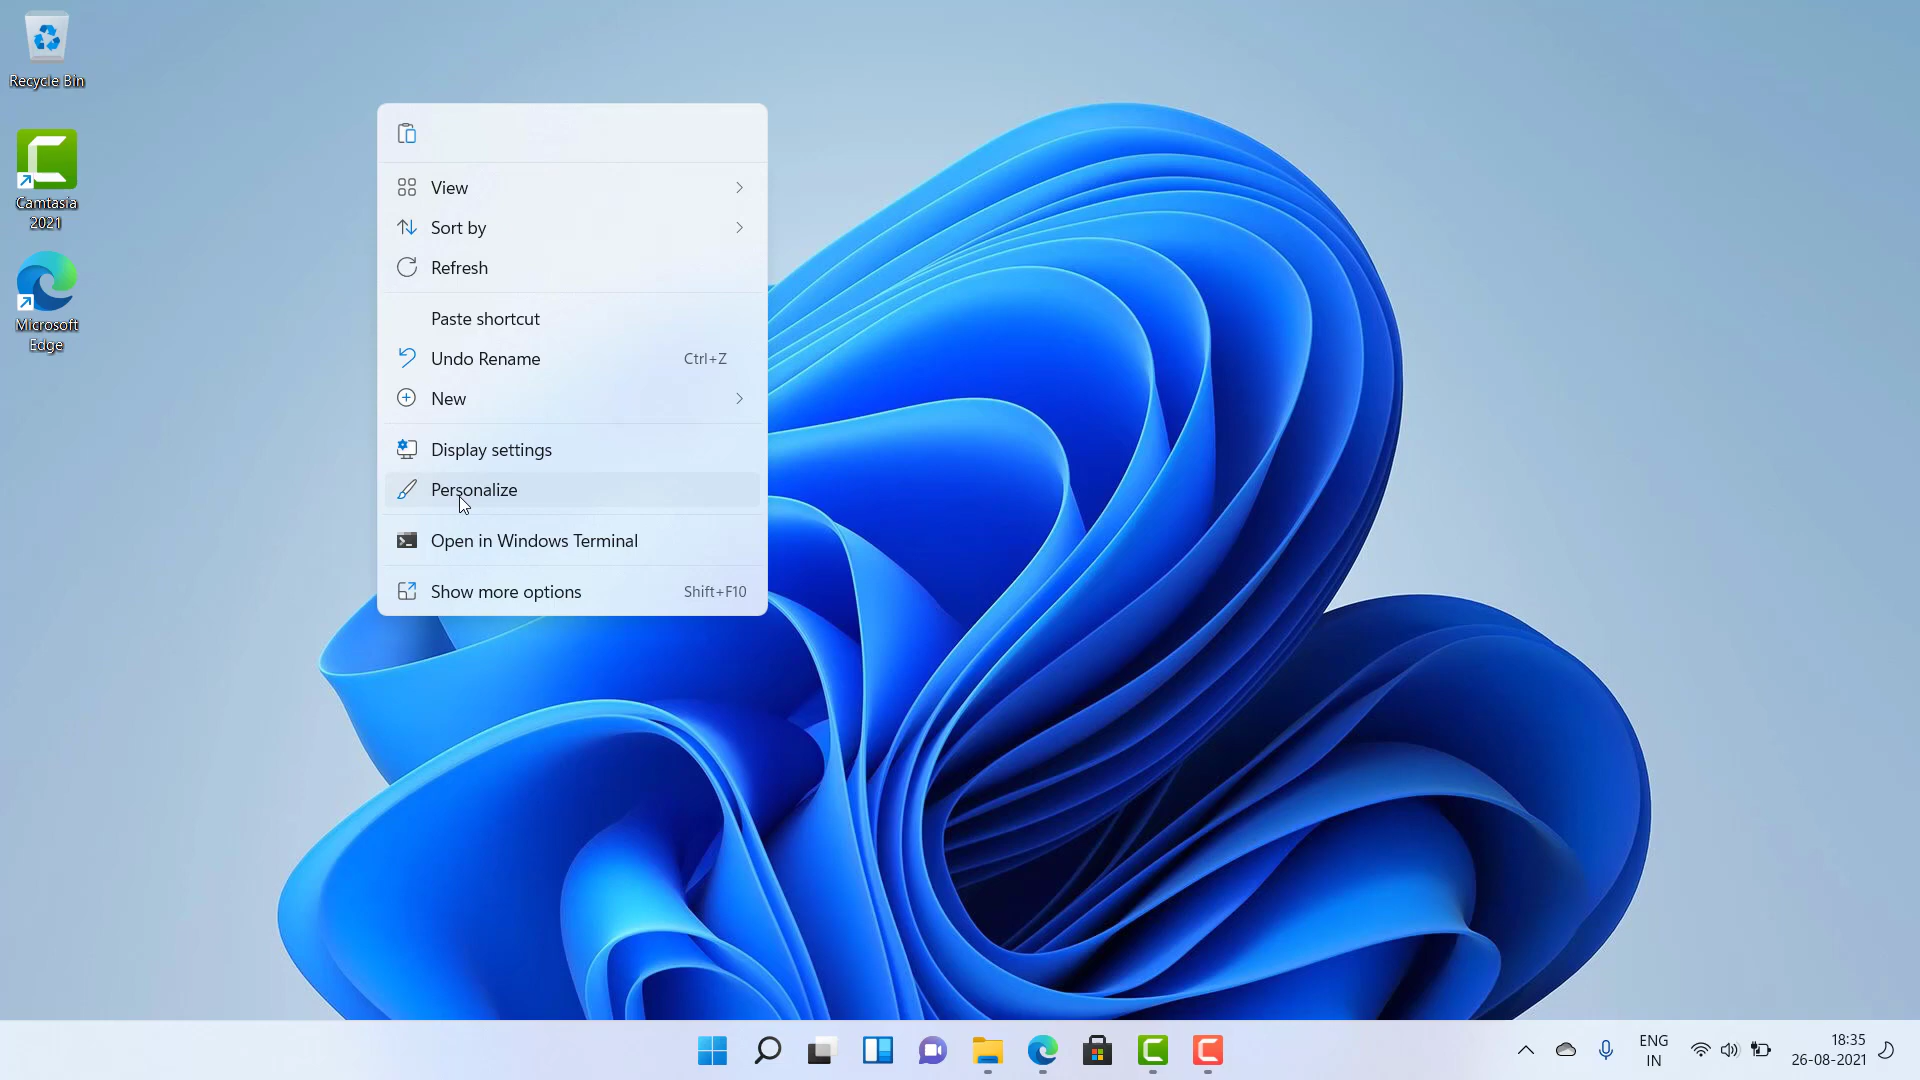 Recycle Bin
Camtasia
2021
Microsoft
Edge
View
Sort by
Refresh
Paste shortcut
Undo Rename Ctrl+Z
New
Display settings
Personalize
Open in Windows Terminal
Show more options Shift+F10
ENG
IN
18:35
26-08-2021